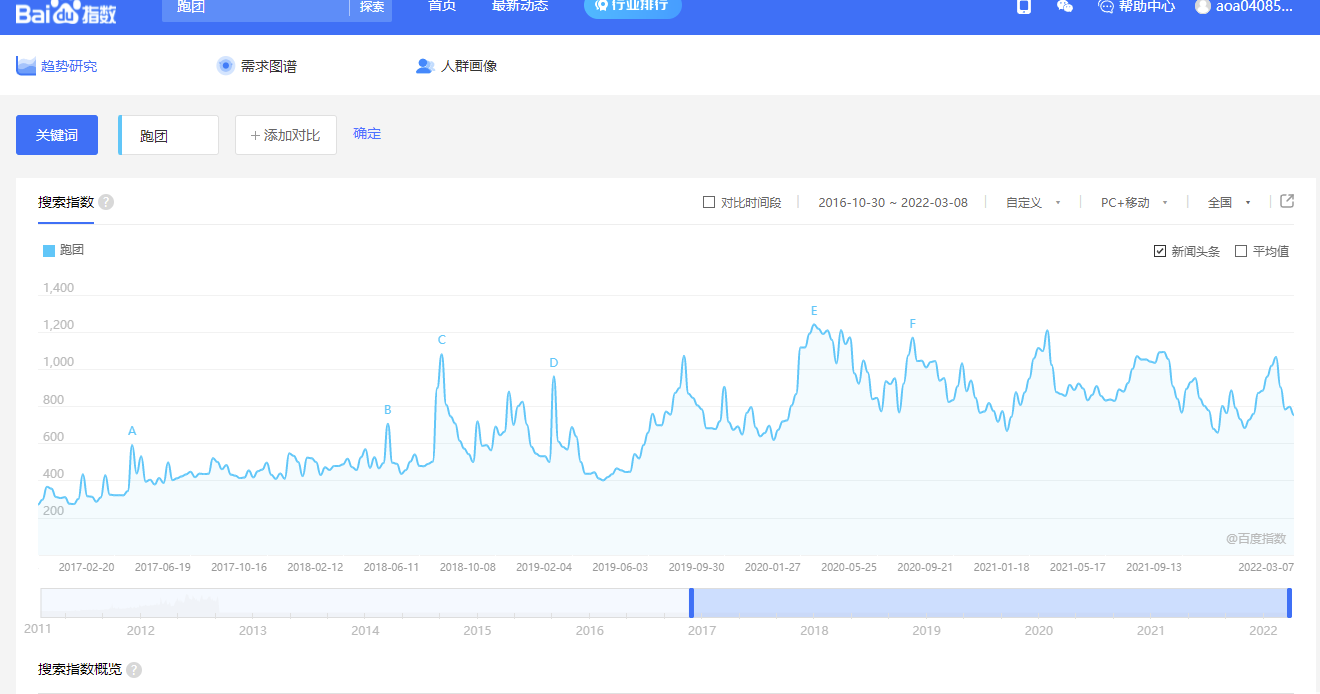 Bai du 指数 跑团 探索 首页 最新动态 行业排行 帮助中心 aoa04085...
趋势研究 需求图谱 人群画像
关键词 跑团 + 添加对比 确定
搜索指数 ? 对比时间段 2016-10-30 ~ 2022-03-08 自定义 PC+移动 全国
跑团 新闻头条 平均值
1,400
1,200
1,000
800
600
400
200
A
B
C
D
E
F
@百度指数
2017-02-20 2017-06-19 2017-10-16 2018-02-12 2018-06-11 2018-10-08 2019-02-04 2019-06-03 2019-09-30 2020-01-27 2020-05-25 2020-09-21 2021-01-18 2021-05-17 2021-09-13 2022-03-07
2011 2012 2013 2014 2015 2016 2017 2018 2019 2020 2021 2022
搜索指数概览 ?